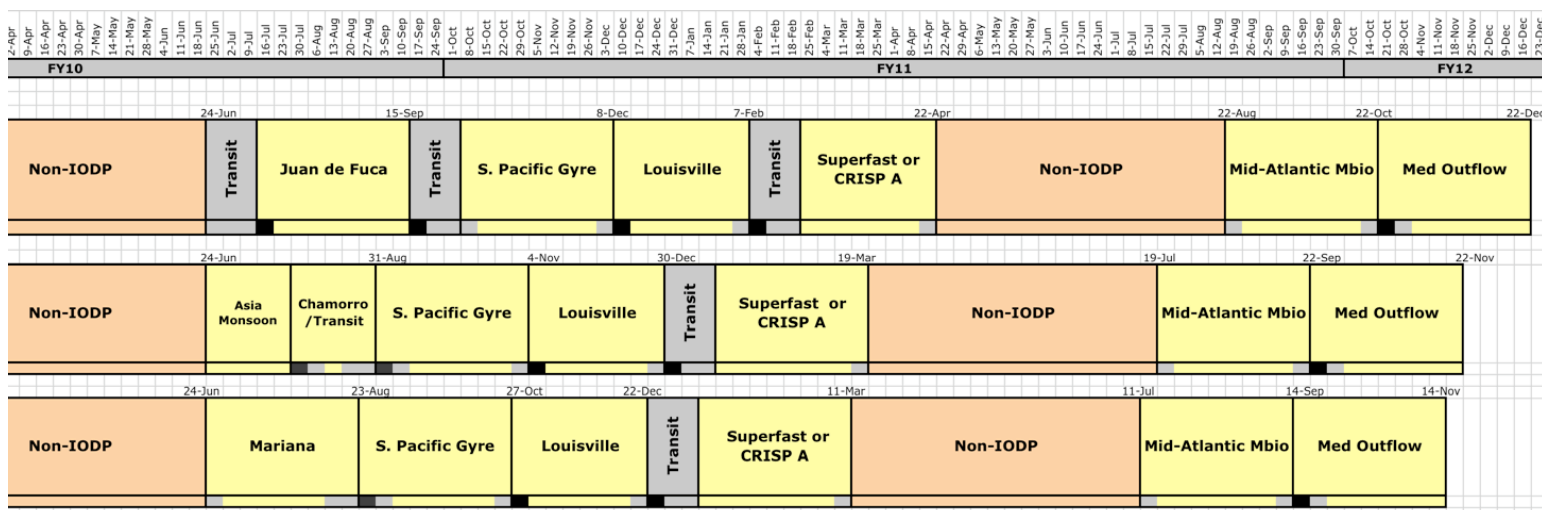 2-Apr 9-Apr 16-Apr 23-Apr 30-Apr 7-May 14-May 21-May 28-May 4-Jun 11-Jun 18-Jun 25-Jun 2-Jul 9-Jul 16-Jul 23-Jul 30-Jul 6-Aug 13-Aug 20-Aug 27-Aug 3-Sep 10-Sep 17-Sep 24-Sep 1-Oct 8-Oct 15-Oct 22-Oct 29-Oct 5-Nov 12-Nov 19-Nov 26-Nov 3-Dec 10-Dec 17-Dec 24-Dec 31-Dec 7-Jan 14-Jan 21-Jan 28-Jan 4-Feb 11-Feb 18-Feb 25-Feb 4-Mar 11-Mar 18-Mar 25-Mar 1-Apr 8-Apr 15-Apr 22-Apr 29-Apr 6-May 13-May 20-May 27-May 3-Jun 10-Jun 17-Jun 24-Jun 1-Jul 8-Jul 15-Jul 22-Jul 29-Jul 5-Aug 12-Aug 19-Aug 26-Aug 2-Sep 9-Sep 16-Sep 23-Sep 30-Sep 7-Oct 14-Oct 21-Oct 28-Oct 4-Nov 11-Nov 18-Nov 25-Nov 2-Dec 9-Dec 16-Dec 23-Dec
FY10 FY11 FY12
24-Jun 15-Sep 8-Dec 7-Feb 22-Apr 22-Aug 22-Oct 22-Dec
Non-IODP
Transit
Juan de Fuca
Transit
S. Pacific Gyre
Louisville
Transit
Superfast or
CRISP A
Non-IODP
Mid-Atlantic Mbio
Med Outflow
24-Jun 31-Aug 4-Nov 30-Dec 19-Mar 19-Jul 22-Sep 22-Nov
Non-IODP
Asia
Monsoon
Chamorro
/Transit
S. Pacific Gyre
Louisville
Transit
Superfast or
CRISP A
Non-IODP
Mid-Atlantic Mbio
Med Outflow
24-Jun 23-Aug 27-Oct 22-Dec 11-Mar 11-Jul 14-Sep 14-Nov
Non-IODP
Mariana
S. Pacific Gyre
Louisville
Transit
Superfast or
CRISP A
Non-IODP
Mid-Atlantic Mbio
Med Outflow